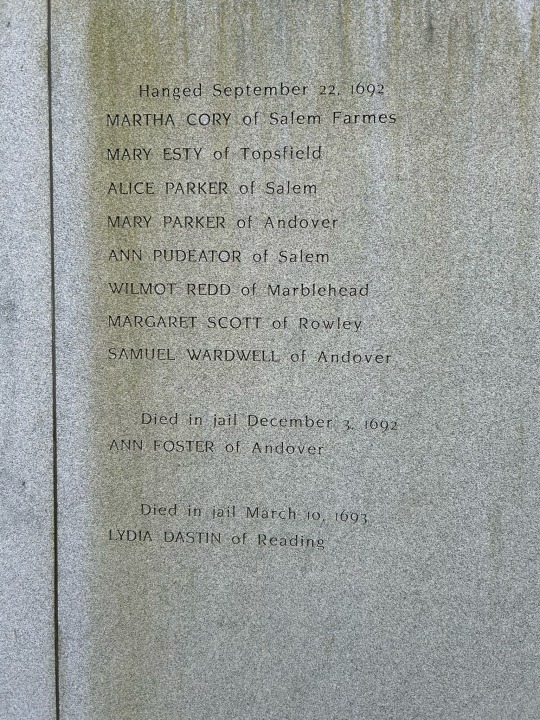 Hanged September 22, 1692
MARTHA CORY of Salem Farmes
MARY ESTY of Topsfield
ALICE PARKER of Salem
MARY PARKER of Andover
ANN PUDEATOR of Salem
WILMOT REDD of Marblehead
MARGARET SCOTT of Rowley
SAMUEL WARDWELL of Andover
Died in jail December 3, 1692
ANN FOSTER of Andover
Died in jail March 10, 1693
LYDIA DASTIN of Reading